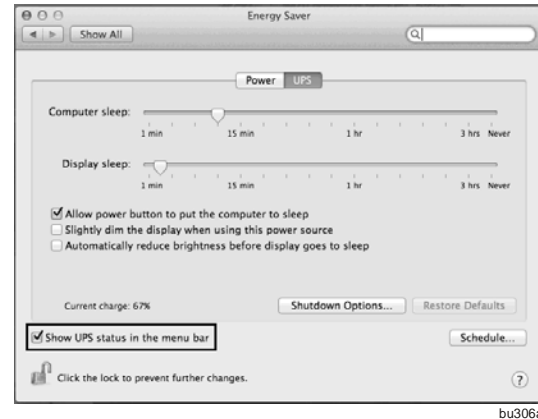 Energy Saver
Show All
Power UPS
Computer sleep:
1 min 15 min 1 hr 3 hrs Never
Display sleep:
1 min 15 min 1 hr 3 hrs Never
Allow power button to put the computer to sleep
Slightly dim the display when using this power source
Automatically reduce brightness before display goes to sleep
Current charge: 67% Shutdown Options... Restore Defaults
Show UPS status in the menu bar Schedule...
Click the lock to prevent further changes. ?
bu306a